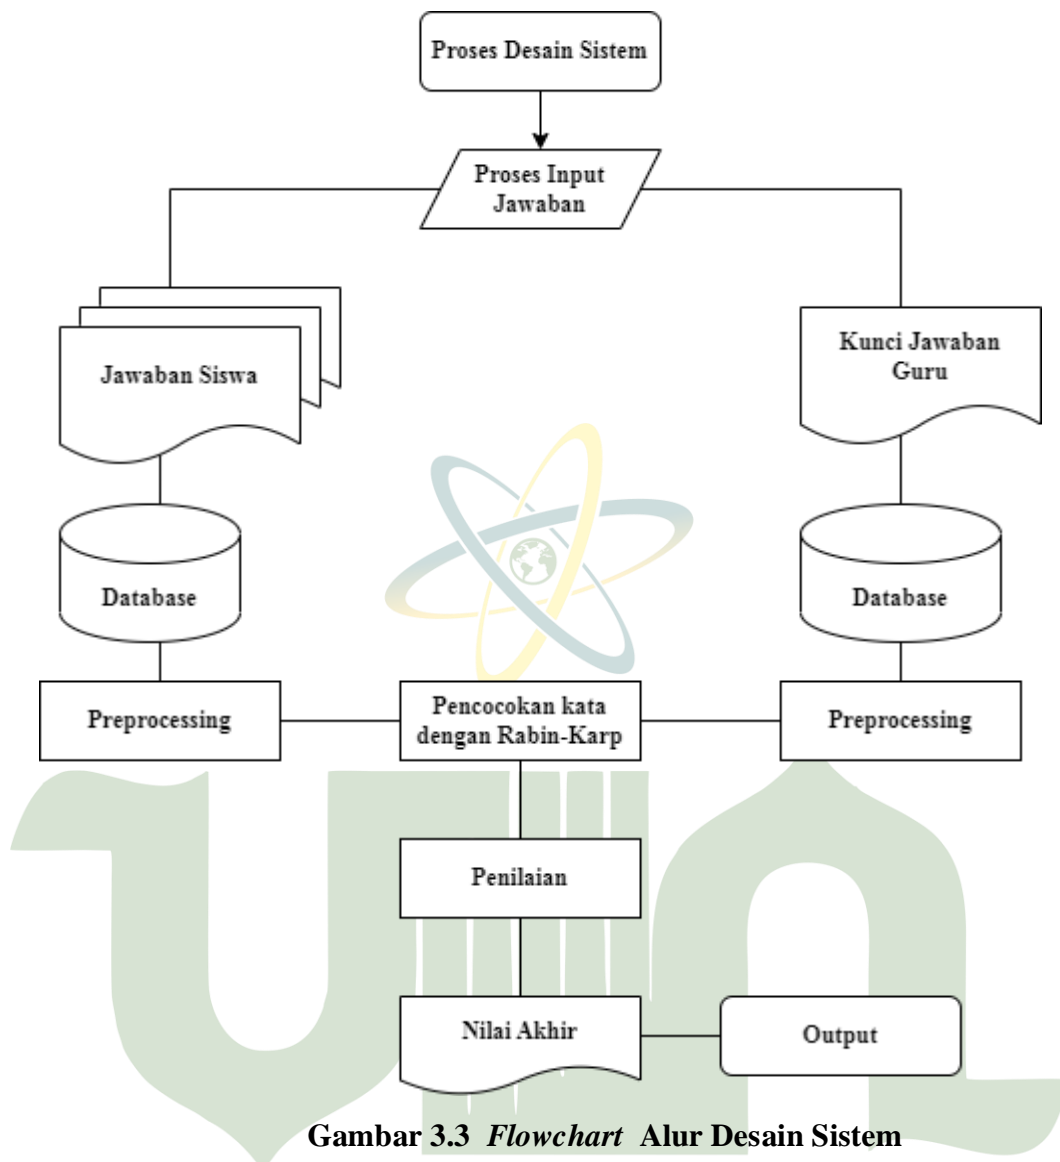 Proses Desain Sistem
Proses Input
Jawaban
Jawaban Siswa
Kunci Jawaban
Guru
Database
Database
Preprocessing
Pencocokan kata
dengan Rabin-Karp
Preprocessing
Penilaian
Nilai Akhir
Output
Gambar 3.3 Flowchart Alur Desain Sistem